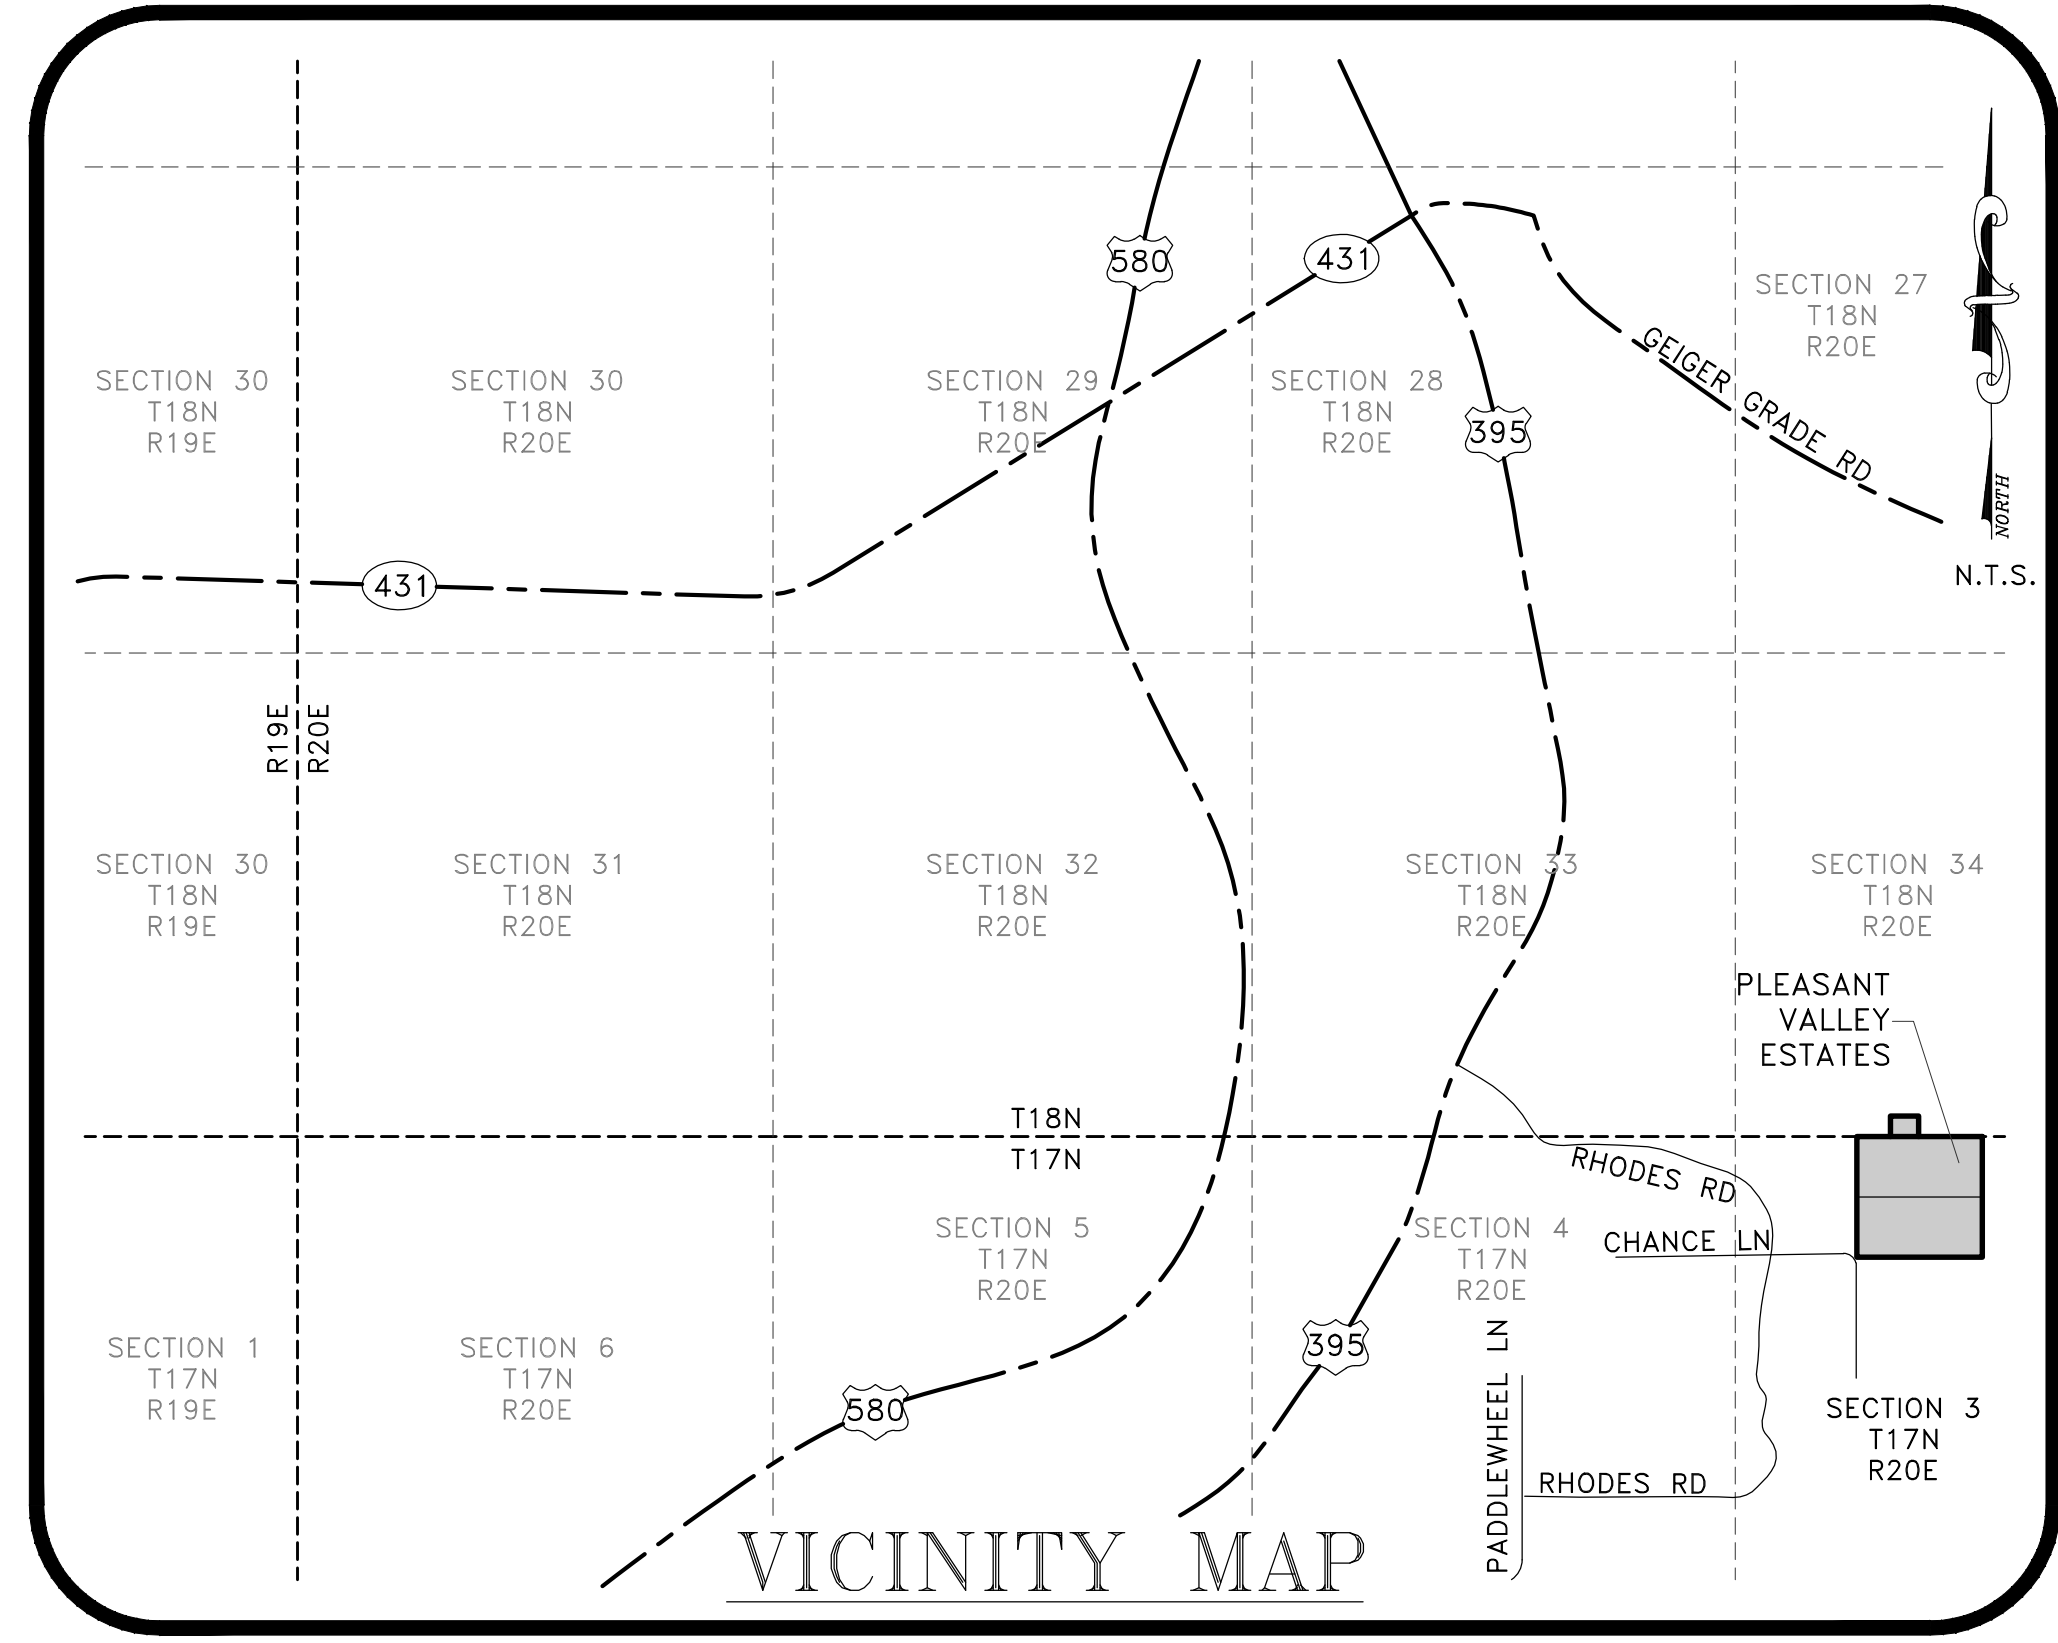 580
431
SECTION 27
T18N
R20E
GEIGER GRADE RD
SECTION 30
T18N
R19E
SECTION 30
T18N
R20E
SECTION 29
T18N
R20E
SECTION 28
T18N
R20E
395
NORTH
N.T.S.
431
R19E
R20E
SECTION 30
T18N
R19E
SECTION 31
T18N
R20E
SECTION 32
T18N
R20E
SECTION 33
T18N
R20E
SECTION 34
T18N
R20E
PLEASANT
VALLEY
ESTATES
T18N
T17N
RHODES RD
SECTION 5
T17N
R20E
SECTION 4
T17N
R20E
CHANCE LN
SECTION 1
T17N
R19E
SECTION 6
T17N
R20E
580
395
PADDLEWHEEL LN
RHODES RD
SECTION 3
T17N
R20E
VICINITY MAP